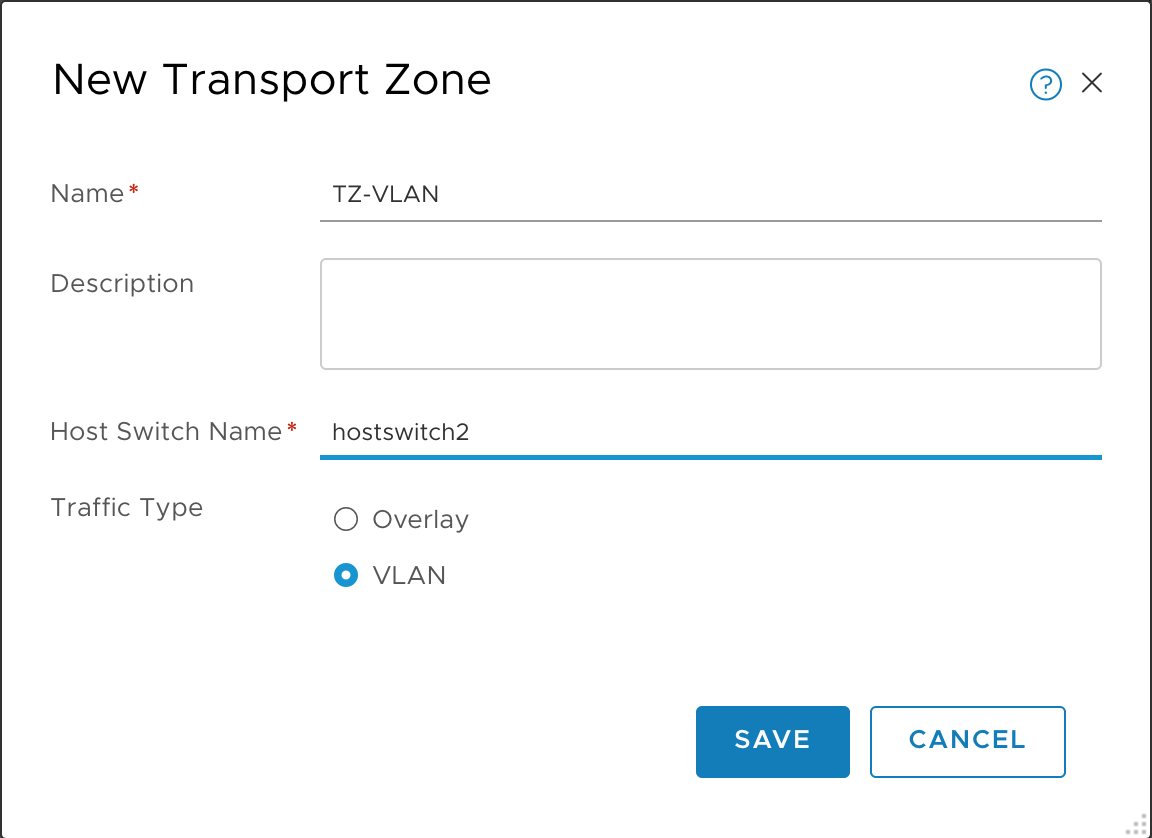 New Transport Zone
?
Name*
TZ-VLAN
Description
Host Switch Name*
hostswitch2
Traffic Type
Overlay
VLAN
SAVE
CANCEL